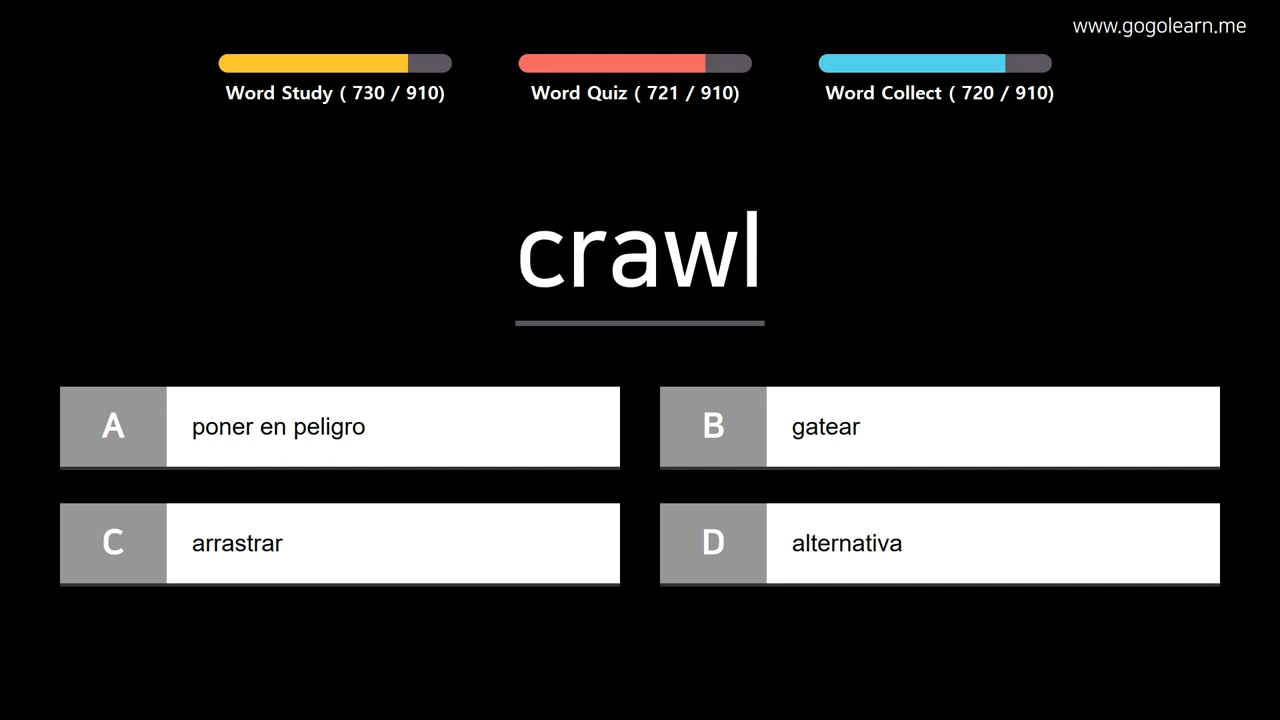 www.gogolearn.me
Word Study ( 730 / 910)
Word Quiz ( 721 / 910)
Word Collect ( 720 / 910)
crawl
A poner en peligro
B gatear
C arrastrar
D alternativa